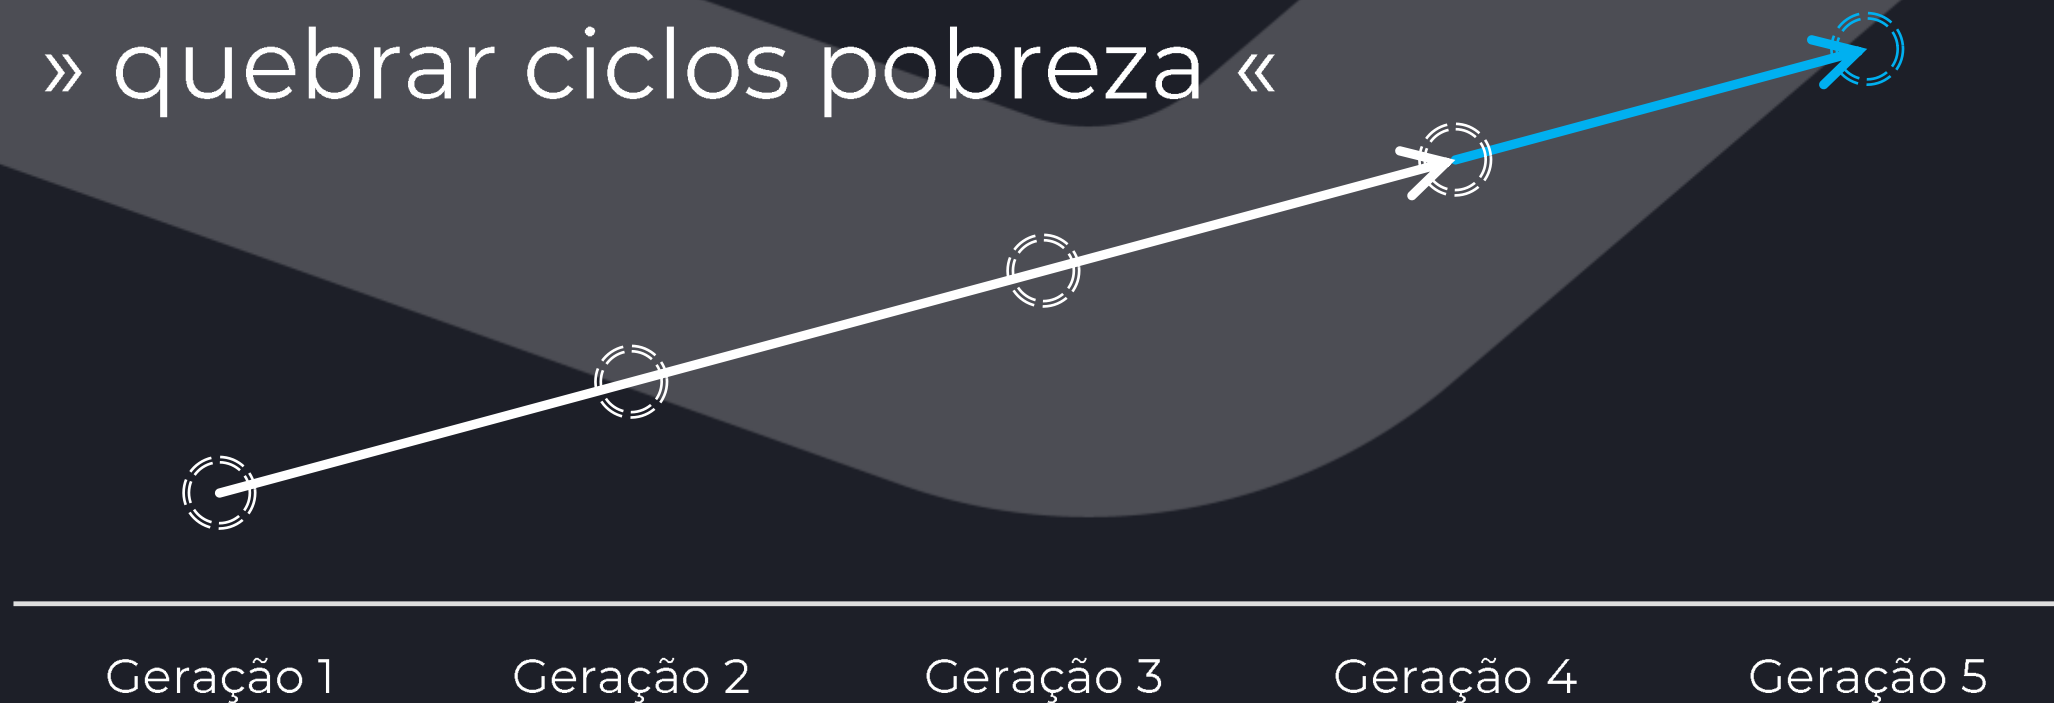 » quebrar ciclos pobreza «
Geração 1 Geração 2 Geração 3 Geração 4 Geração 5